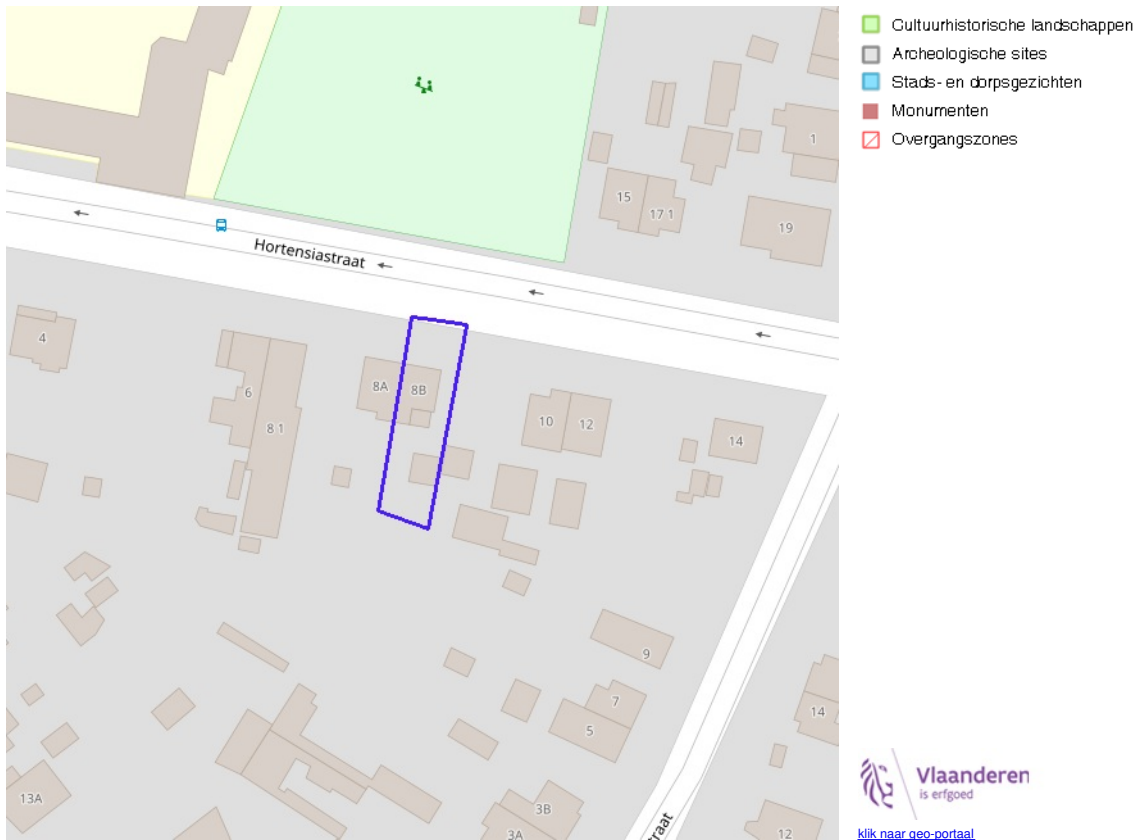 Cultuurhistorische landschappen
Archeologische sites
Stads- en dorpsgezichten
Monumenten
Overgangszones
1
15
17 1
19
Hortensiastraat
4
8A
8B
6
8 1
10
12
14
9
7
5
14
13A
3B
3A
raat
12
Vlaanderen
is erfgoed
klik naar geo-portaal